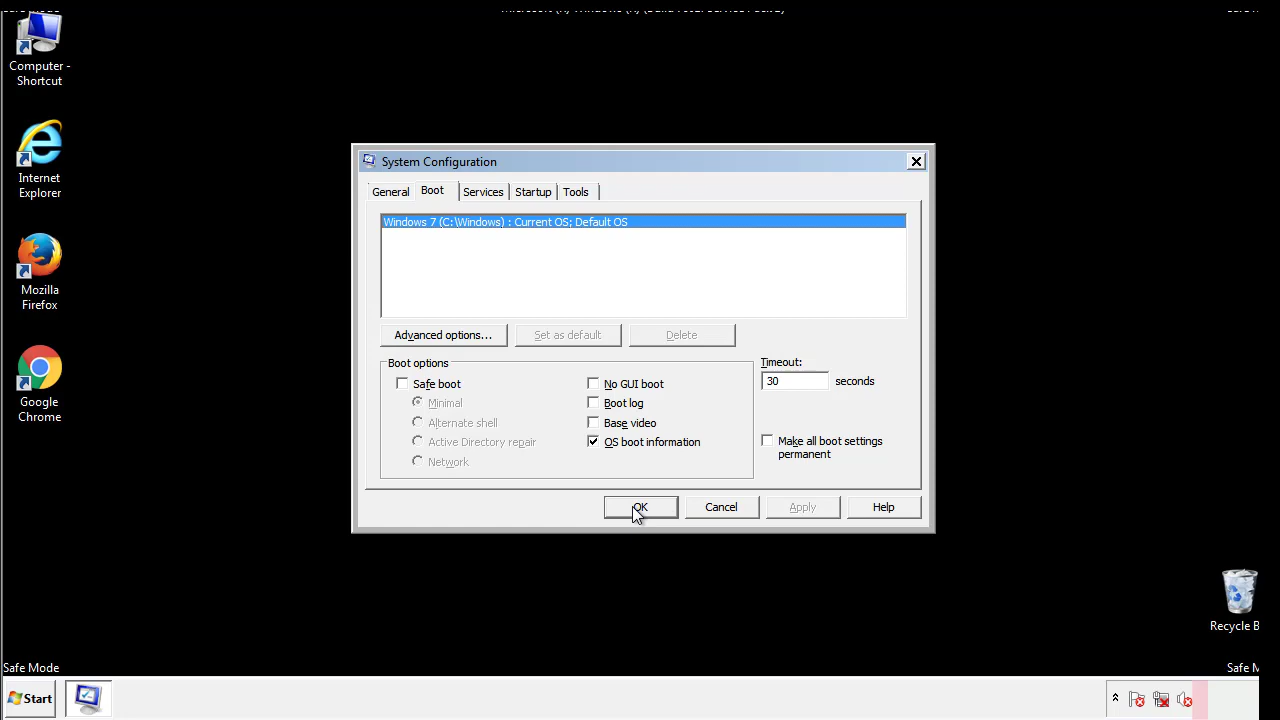 Computer -
Shortcut
Internet
Explorer
Mozilla
Firefox
Google
Chrome
System Configuration
General Boot Services Startup Tools
Windows 7 (C:\Windows) : Current OS; Default OS
Advanced options... Set as default Delete
Boot options
Safe boot
Minimal
Alternate shell
Active Directory repair
Network
No GUI boot
Boot log
Base video
OS boot information
Timeout:
30 seconds
Make all boot settings
permanent
OK Cancel Apply Help
Recycle B
Safe Mode
Safe M
Start